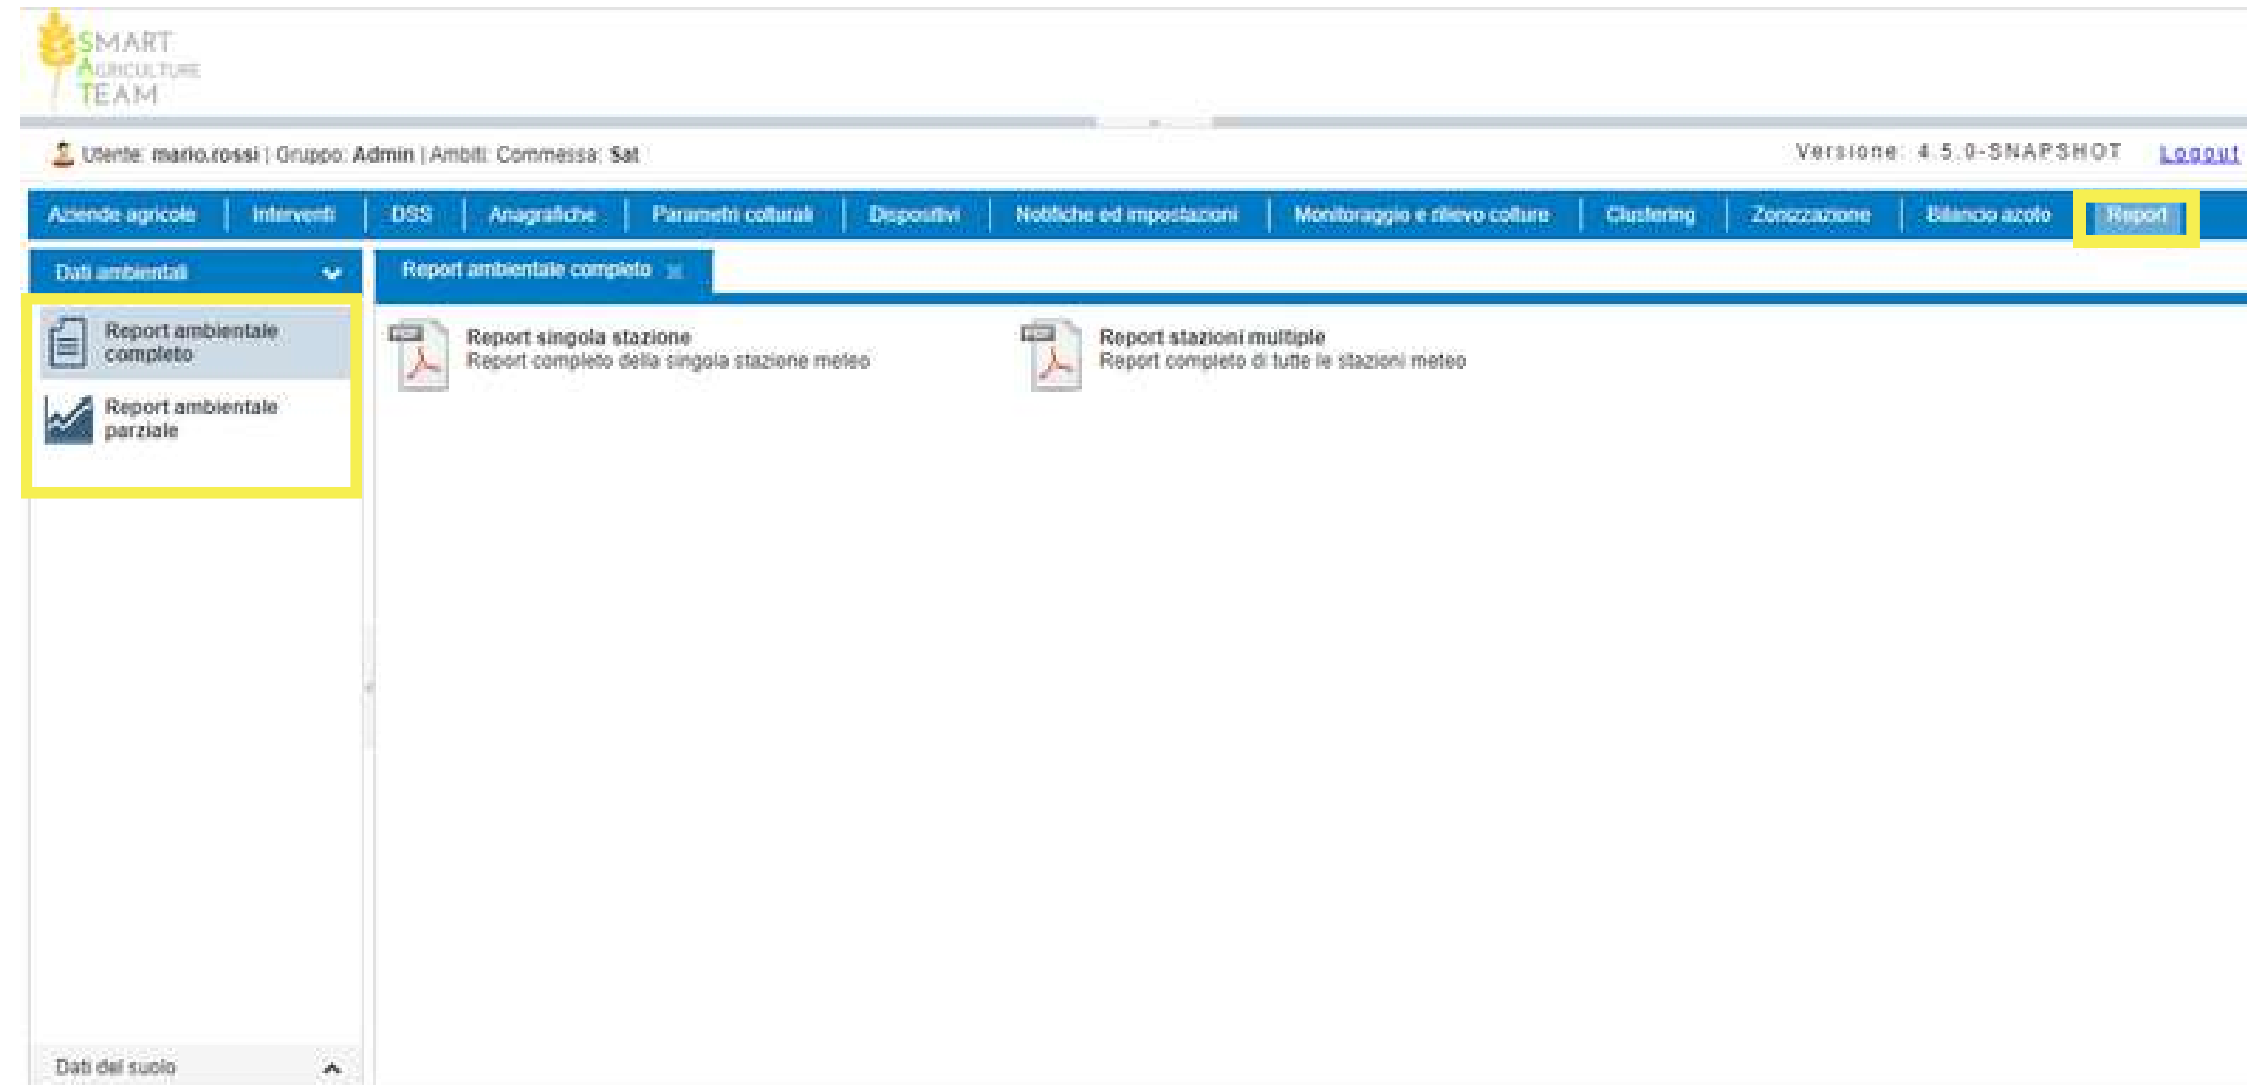 SMART
AGRICULTURE
TEAM
Utente: mario.rossi | Gruppo: Admin | Ambiti: Commessa: Sat
Versione: 4.5.0-SNAPSHOT Logout
Aziende agricole Interventi DSS Anagrafiche Parametri colturali Dispositivi Notifiche ed impostazioni Monitoraggio e rilievo colture Clustering Zonizzazione Bilancio azoto Report
Dati ambientali
Report ambientale completo
Report ambientale
completo
Report ambientale
parziale
Report singola stazione
Report completo della singola stazione meteo
Report stazioni multiple
Report completo di tutte le stazioni meteo
Dati del suolo